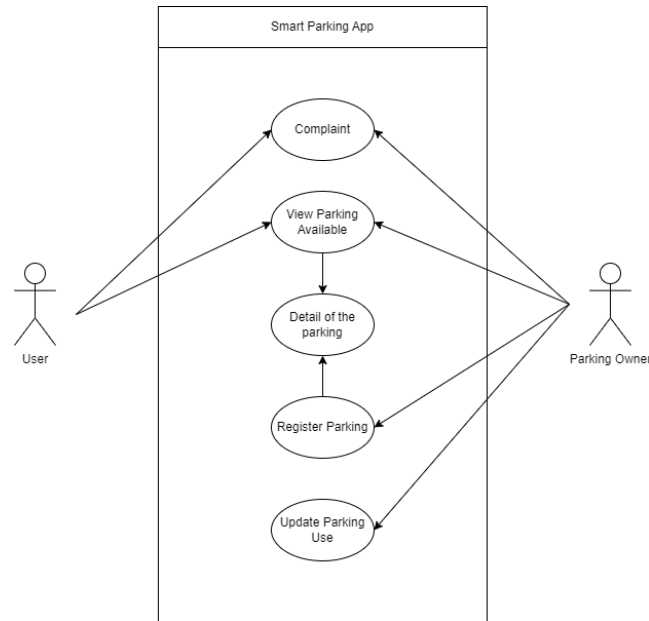 Smart Parking App
Complaint
View Parking
Available
Detail of the
parking
User
Parking Owner
Register Parking
Update Parking
Use